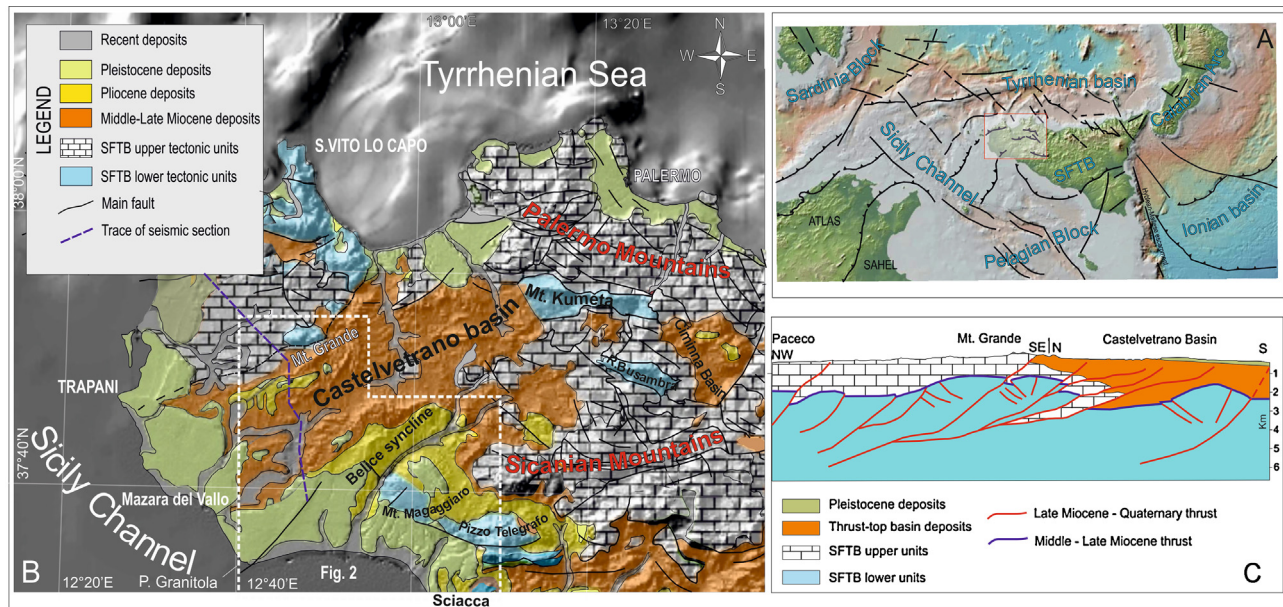 LEGEND
Recent deposits
Pleistocene deposits
Pliocene deposits
Middle-Late Miocene deposits
SFTB upper tectonic units
SFTB lower tectonic units
Main fault
Trace of seismic section
13°00'E
13°20'E
N
W
E
S
Tyrrhenian Sea
S.VITO LO CAPO
38°00'N
PALERMO
Palermo Mountains
Mt. Kumeta
Mt. Grande
Castelvetrano basin
Ciminna Basin
R.Busambra
TRAPANI
Sicily Channel
37°40'N
Belice syncline
Sicanian Mountains
Mazara del Vallo
Mt. Magaggiaro
Pizzo Telegrafo
B
12°20'E
P. Granitola
12°40'E
Fig. 2
Sciacca
A
Sardinia Block
Tyrrhenian basin
Calabrian Arc
Sicily Channel
SFTB
ATLAS
Ionian basin
Pelagian Block
SAHEL
Paceco
NW
Mt. Grande
SE
N
Castelvetrano Basin
S
1
2
3
Km
4
5
6
Pleistocene deposits
Thrust-top basin deposits
SFTB upper units
SFTB lower units
Late Miocene - Quaternary thrust
Middle - Late Miocene thrust
C